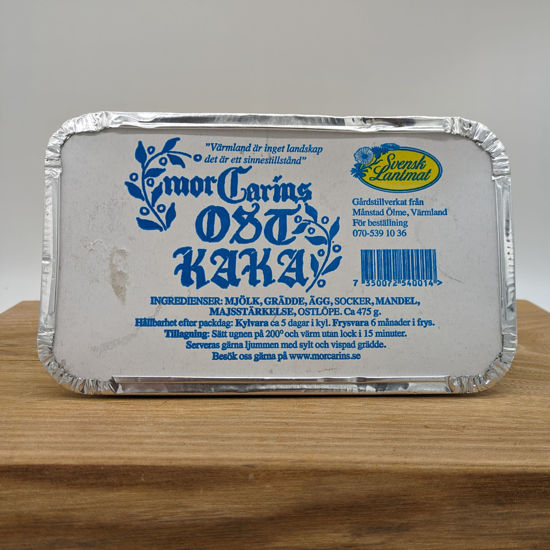 "Värmland är inget landskap
det är ett sinnestillstånd"
mor Carins
OST
KAKA
Svensk
Lantmat
Gårdstillverkat från
Månstad Ölme, Värmland
För beställning
070-539 10 36
7 350072 540014 >
INGREDIENSER: MJÖLK, GRÄDDE, ÄGG, SOCKER, MANDEL,
MAJSSTÄRKELSE, OSTLÖPE. Ca 475 g.
Hållbarhet efter packdag: Kylvara ca 5 dagar i kyl. Frysvara 6 månader i frys.
Tillagning: Sätt ugnen på 200° och värm utan lock i 15 minuter.
Serveras gärna ljummen med sylt och vispad grädde.
Besök oss gärna på www.morcarins.se